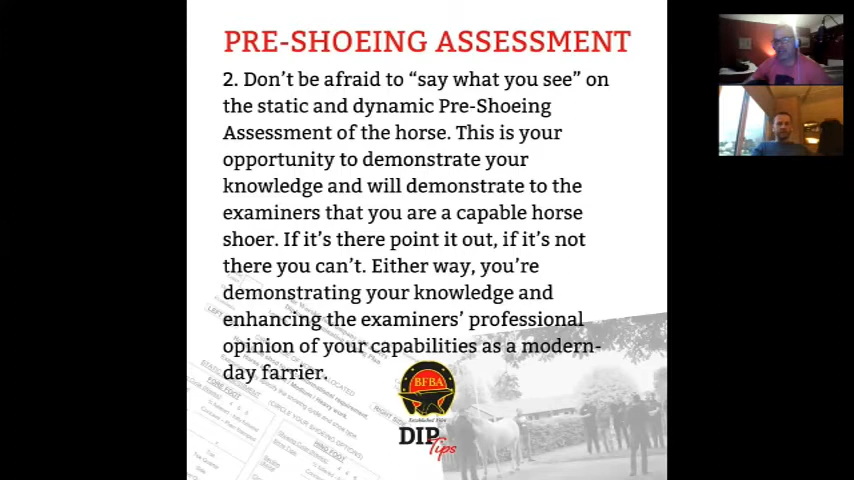 PRE-SHOEING ASSESSMENT
2. Don't be afraid to “say what you see” on
the static and dynamic Pre-Shoeing
Assessment of the horse. This is your
opportunity to demonstrate your
knowledge and will demonstrate to the
examiners that you are a capable horse
shoer. If it's there point it out, if it's not
there you can't. Either way, you're
demonstrating your knowledge and
enhancing the examiners' professional
opinion of your capabilities as a modern-
day farrier.
BFBA
DIP
Tips